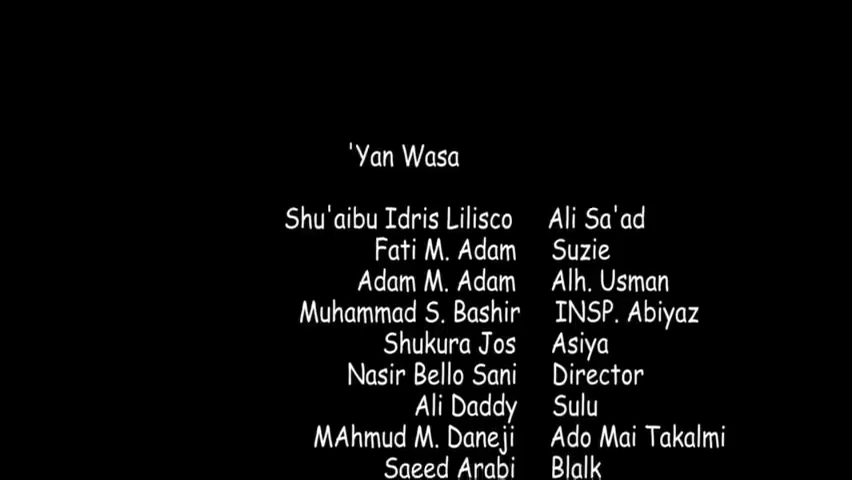 'Yan Wasa
Shu'aibu Idris Lilisco Ali Sa'ad
Fati M. Adam Suzie
Adam M. Adam Alh. Usman
Muhammad S. Bashir INSP. Abiyaz
Shukura Jos Asiya
Nasir Bello Sani Director
Ali Daddy Sulu
MAhmud M. Daneji Ado Mai Takalmi
Saeed Arabi Blalk